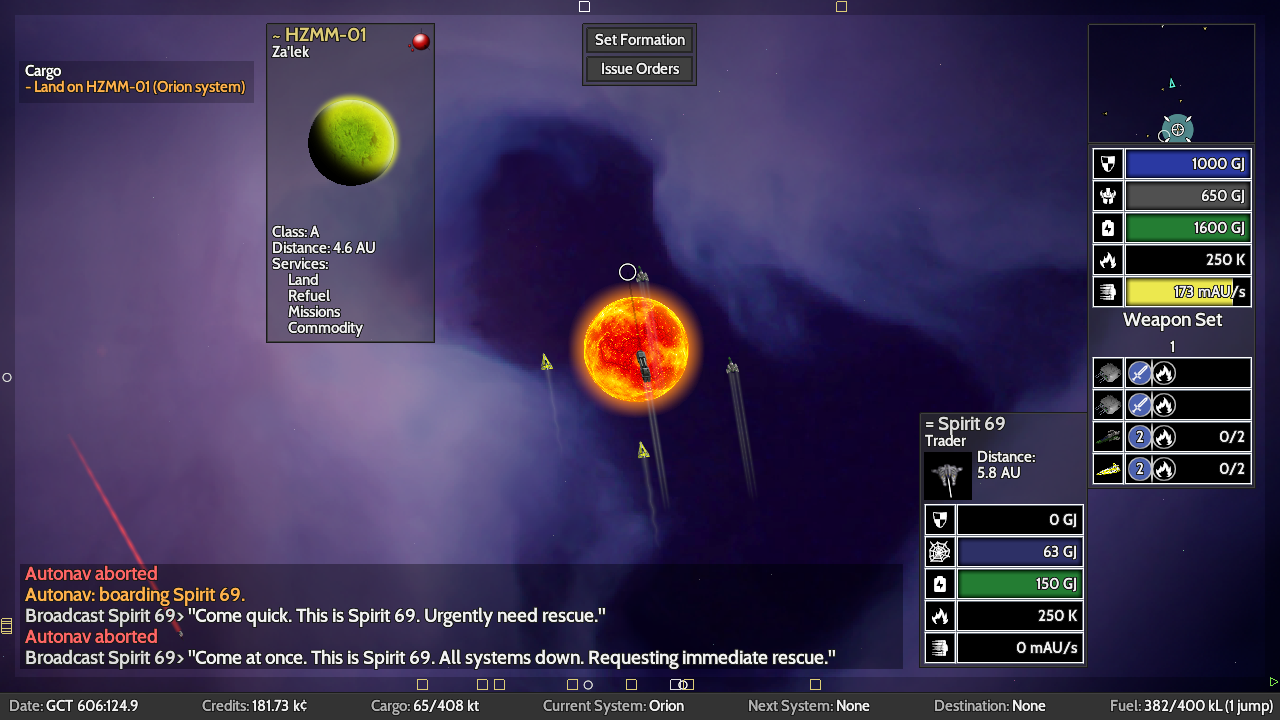 ~ HZMM-01
Za'lek
Class: A
Distance: 4.6 AU
Services:
Land
Refuel
Missions
Commodity
Cargo
- Land on HZMM-01 (Orion system)
Set Formation
Issue Orders
1000 GJ
650 GJ
1600 GJ
250 K
173 mAU/s
Weapon Set
1
2 0/2
2 0/2
= Spirit 69
Trader
Distance:
5.8 AU
0 GJ
63 GJ
150 GJ
250 K
0 mAU/s
Autonav aborted
Autonav: boarding Spirit 69.
Broadcast Spirit 69> "Come quick. This is Spirit 69. Urgently need rescue."
Autonav aborted
Broadcast Spirit 69> "Come at once. This is Spirit 69. All systems down. Requesting immediate rescue."
Date: GCT 606:124.9 Credits: 181.73 k¢ Cargo: 65/408 kt Current System: Orion Next System: None Destination: None Fuel: 382/400 kL (1 jump)